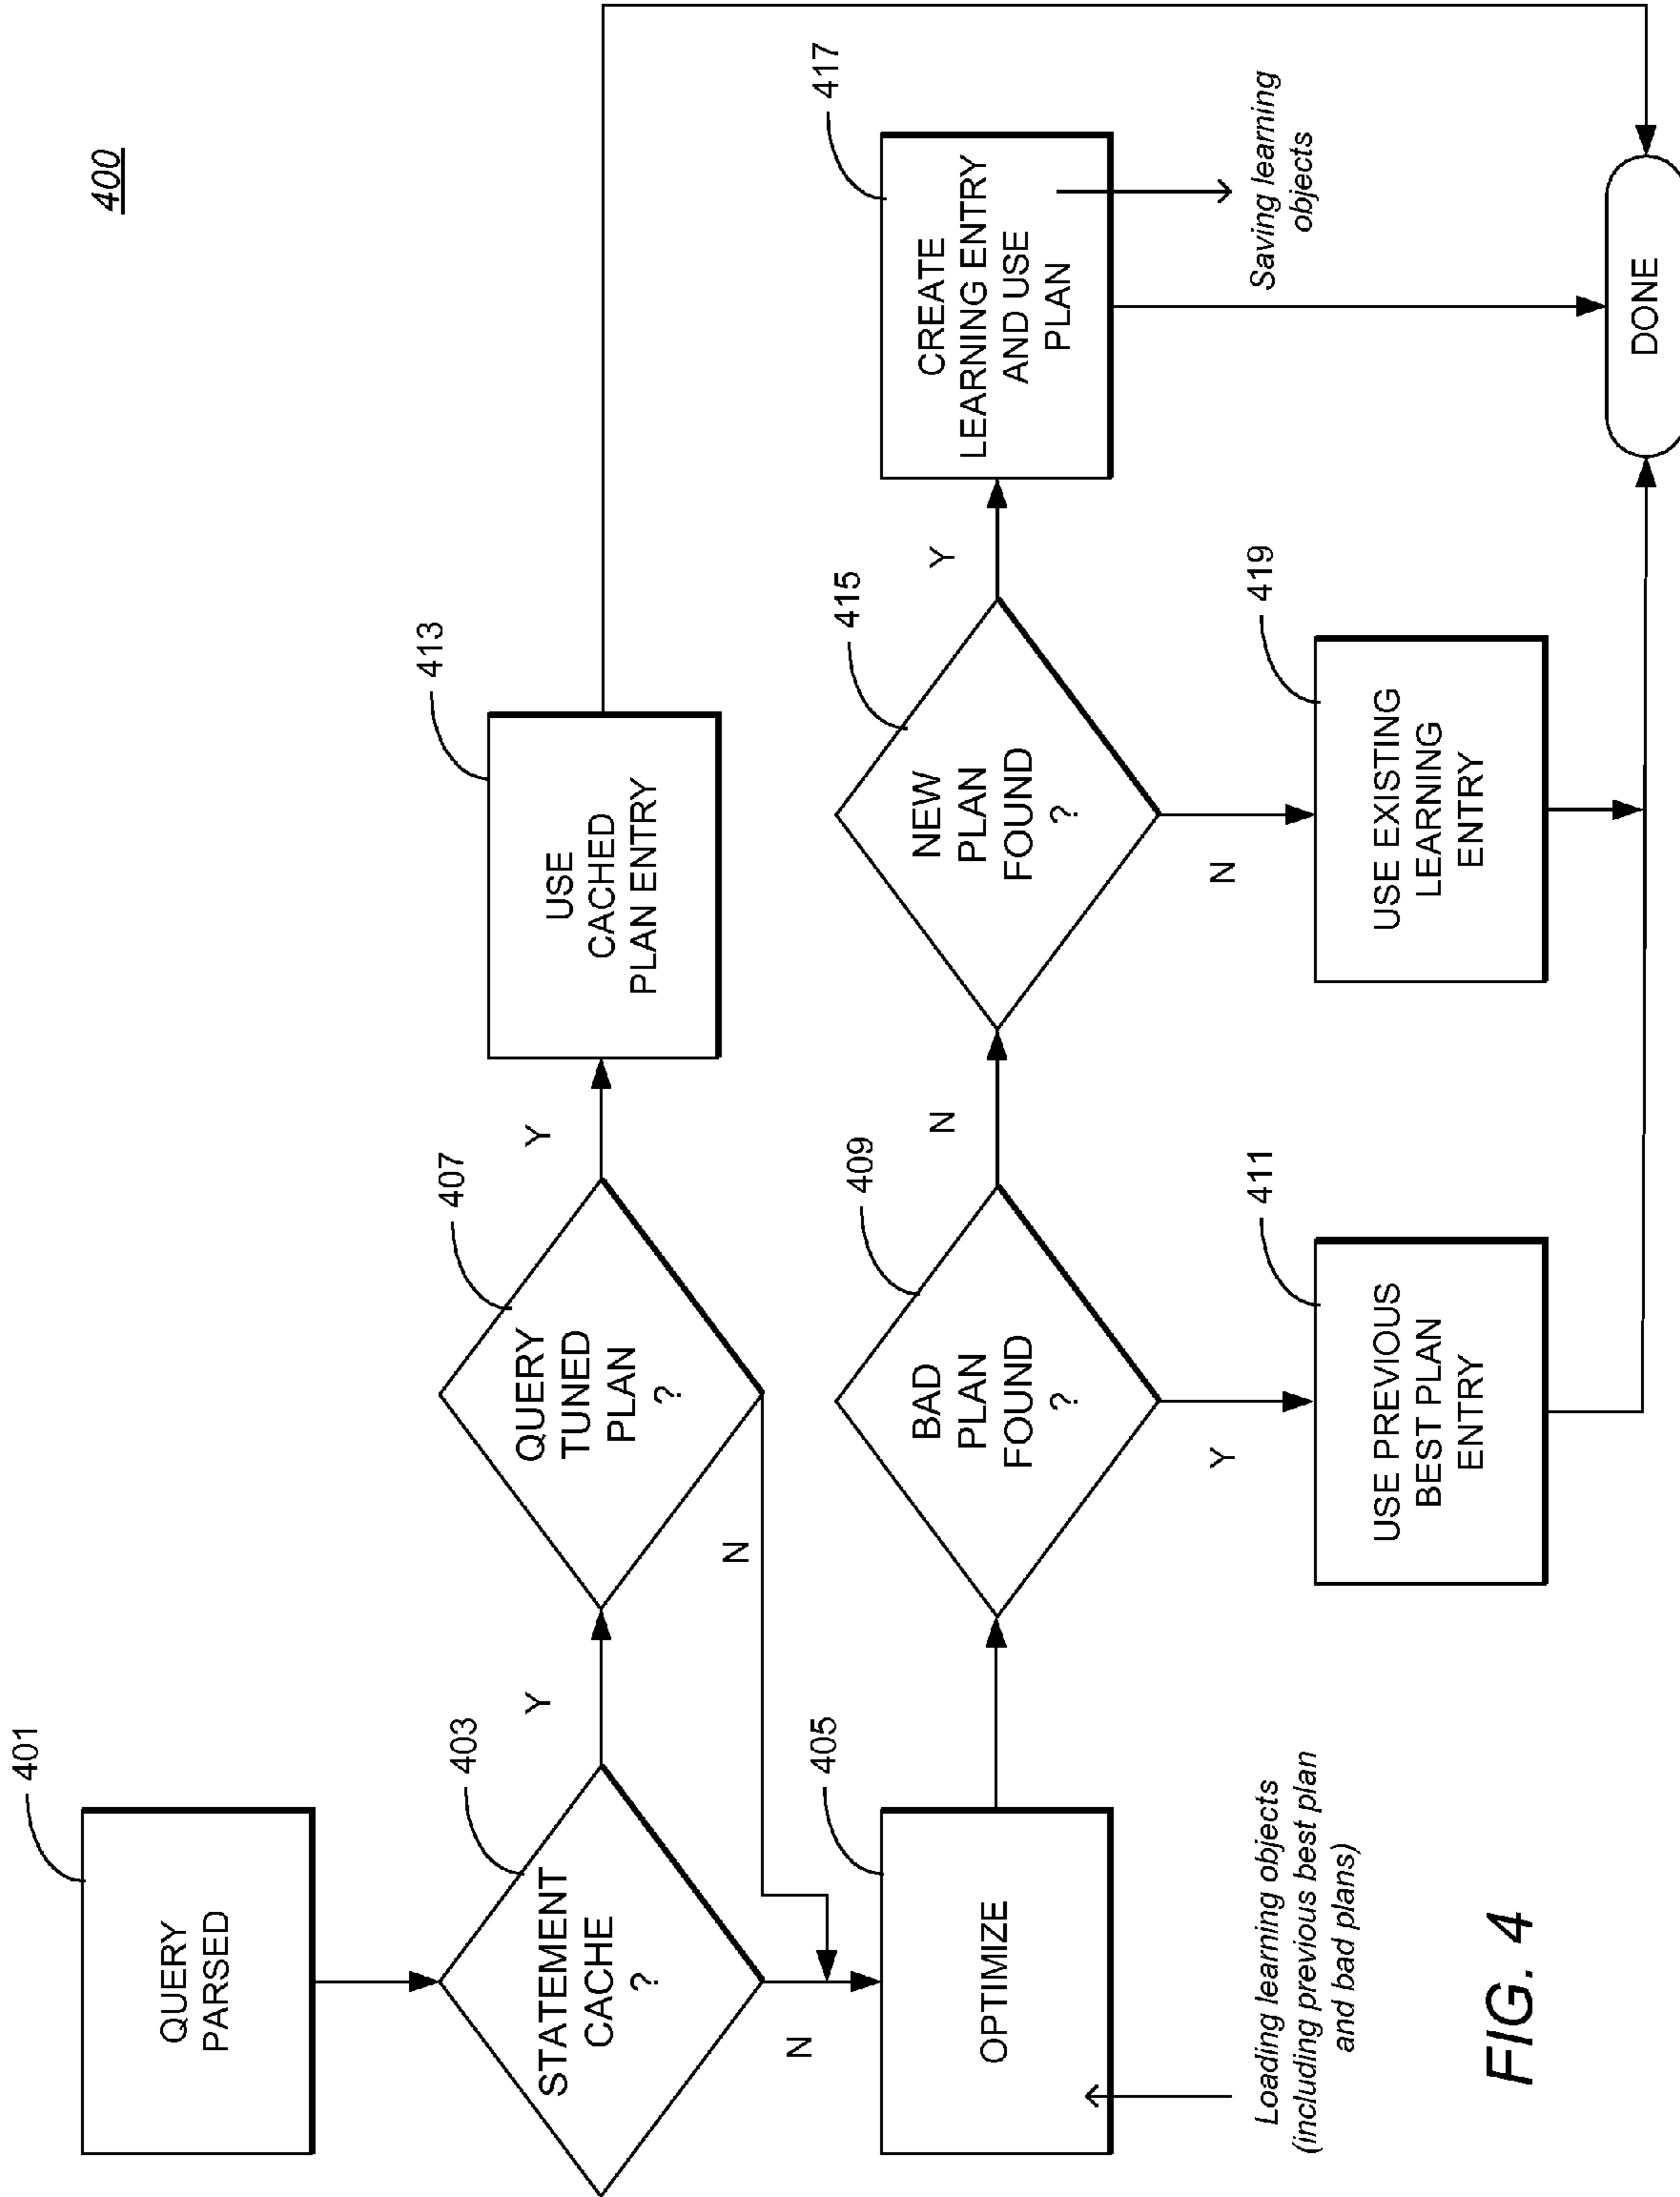 400
401
QUERY
PARSED
403
STATEMENT
CACHE
?
Y
N
407
QUERY
TUNED
PLAN
?
Y
N
413
USE
CACHED
PLAN ENTRY
405
OPTIMIZE
Loading learning objects
(including previous best plan
and bad plans)
409
BAD
PLAN
FOUND
?
N
Y
411
USE PREVIOUS
BEST PLAN
ENTRY
415
NEW
PLAN
FOUND
?
Y
N
417
CREATE
LEARNING ENTRY
AND USE
PLAN
Saving learning
objects
419
USE EXISTING
LEARNING
ENTRY
DONE
FIG. 4